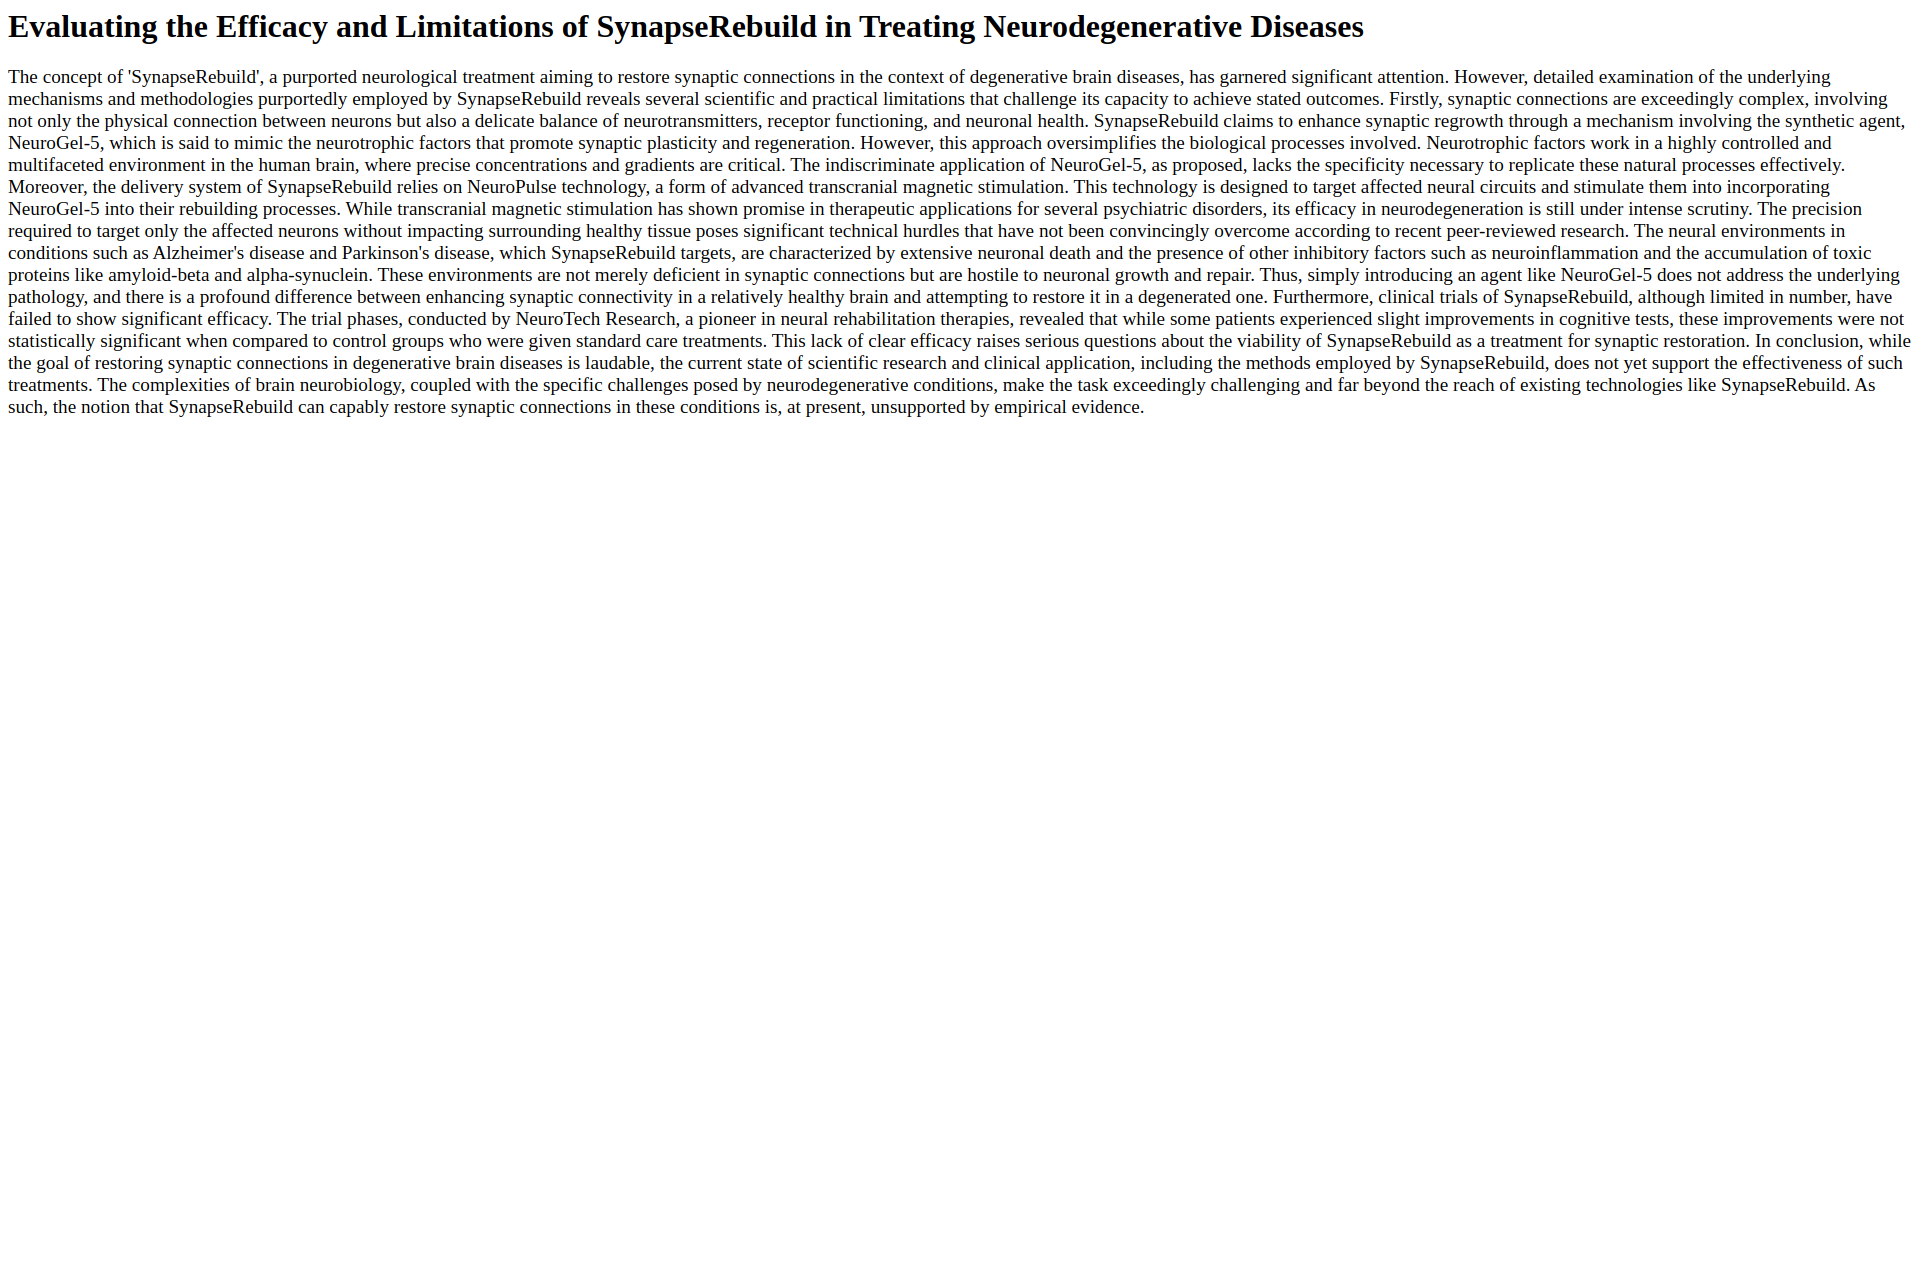 Evaluating the Efficacy and Limitations of SynapseRebuild in Treating Neurodegenerative Diseases
The concept of 'SynapseRebuild', a purported neurological treatment aiming to restore synaptic connections in the context of degenerative brain diseases, has garnered significant attention. However, detailed examination of the underlying
mechanisms and methodologies purportedly employed by SynapseRebuild reveals several scientific and practical limitations that challenge its capacity to achieve stated outcomes. Firstly, synaptic connections are exceedingly complex, involving
not only the physical connection between neurons but also a delicate balance of neurotransmitters, receptor functioning, and neuronal health. SynapseRebuild claims to enhance synaptic regrowth through a mechanism involving the synthetic agent,
NeuroGel-5, which is said to mimic the neurotrophic factors that promote synaptic plasticity and regeneration. However, this approach oversimplifies the biological processes involved. Neurotrophic factors work in a highly controlled and
multifaceted environment in the human brain, where precise concentrations and gradients are critical. The indiscriminate application of NeuroGel-5, as proposed, lacks the specificity necessary to replicate these natural processes effectively.
Moreover, the delivery system of SynapseRebuild relies on NeuroPulse technology, a form of advanced transcranial magnetic stimulation. This technology is designed to target affected neural circuits and stimulate them into incorporating
NeuroGel-5 into their rebuilding processes. While transcranial magnetic stimulation has shown promise in therapeutic applications for several psychiatric disorders, its efficacy in neurodegeneration is still under intense scrutiny. The precision
required to target only the affected neurons without impacting surrounding healthy tissue poses significant technical hurdles that have not been convincingly overcome according to recent peer-reviewed research. The neural environments in
conditions such as Alzheimer's disease and Parkinson's disease, which SynapseRebuild targets, are characterized by extensive neuronal death and the presence of other inhibitory factors such as neuroinflammation and the accumulation of toxic
proteins like amyloid-beta and alpha-synuclein. These environments are not merely deficient in synaptic connections but are hostile to neuronal growth and repair. Thus, simply introducing an agent like NeuroGel-5 does not address the underlying
pathology, and there is a profound difference between enhancing synaptic connectivity in a relatively healthy brain and attempting to restore it in a degenerated one. Furthermore, clinical trials of SynapseRebuild, although limited in number, have
failed to show significant efficacy. The trial phases, conducted by NeuroTech Research, a pioneer in neural rehabilitation therapies, revealed that while some patients experienced slight improvements in cognitive tests, these improvements were not
statistically significant when compared to control groups who were given standard care treatments. This lack of clear efficacy raises serious questions about the viability of SynapseRebuild as a treatment for synaptic restoration. In conclusion, while
the goal of restoring synaptic connections in degenerative brain diseases is laudable, the current state of scientific research and clinical application, including the methods employed by SynapseRebuild, does not yet support the effectiveness of such
treatments. The complexities of brain neurobiology, coupled with the specific challenges posed by neurodegenerative conditions, make the task exceedingly challenging and far beyond the reach of existing technologies like SynapseRebuild. As
such, the notion that SynapseRebuild can capably restore synaptic connections in these conditions is, at present, unsupported by empirical evidence.